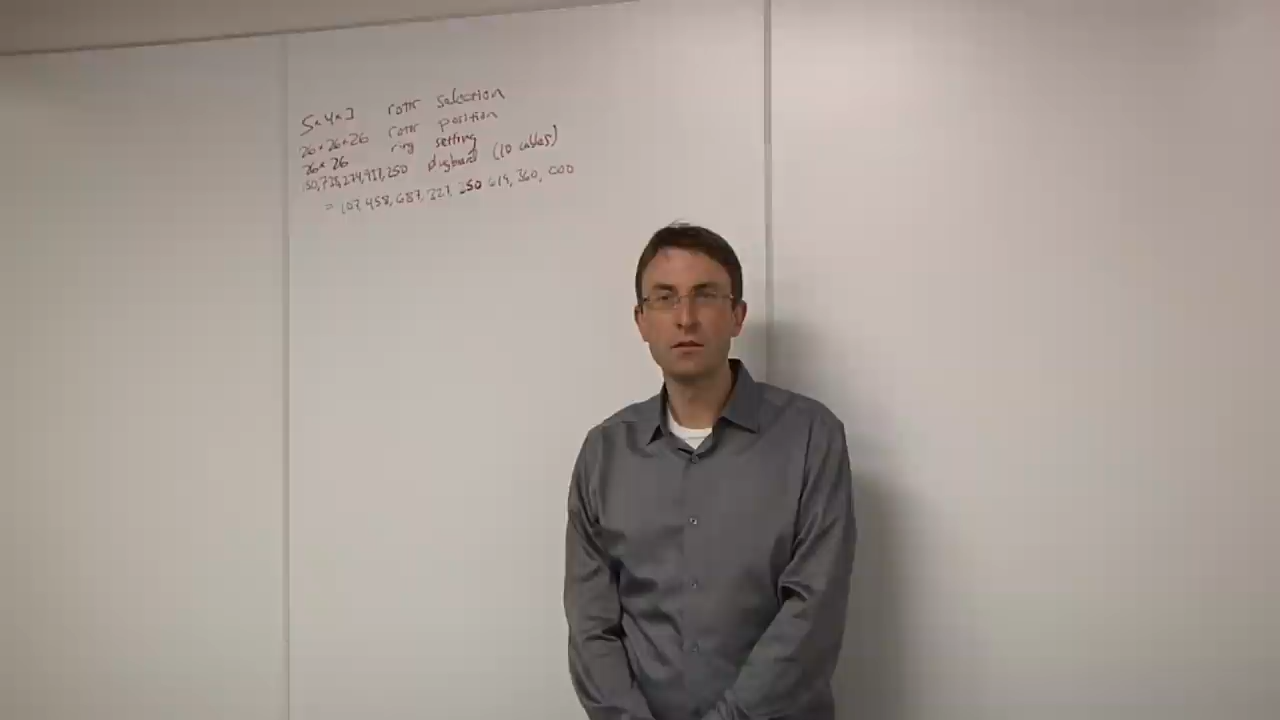 5 x 4 x 3 rotor selection
26 x 26 x 26 rotor position
26 x 26 ring setting
150,738,274,937,250 plugboard (10 cables)
= 107,458,687,327,250 619,360,000